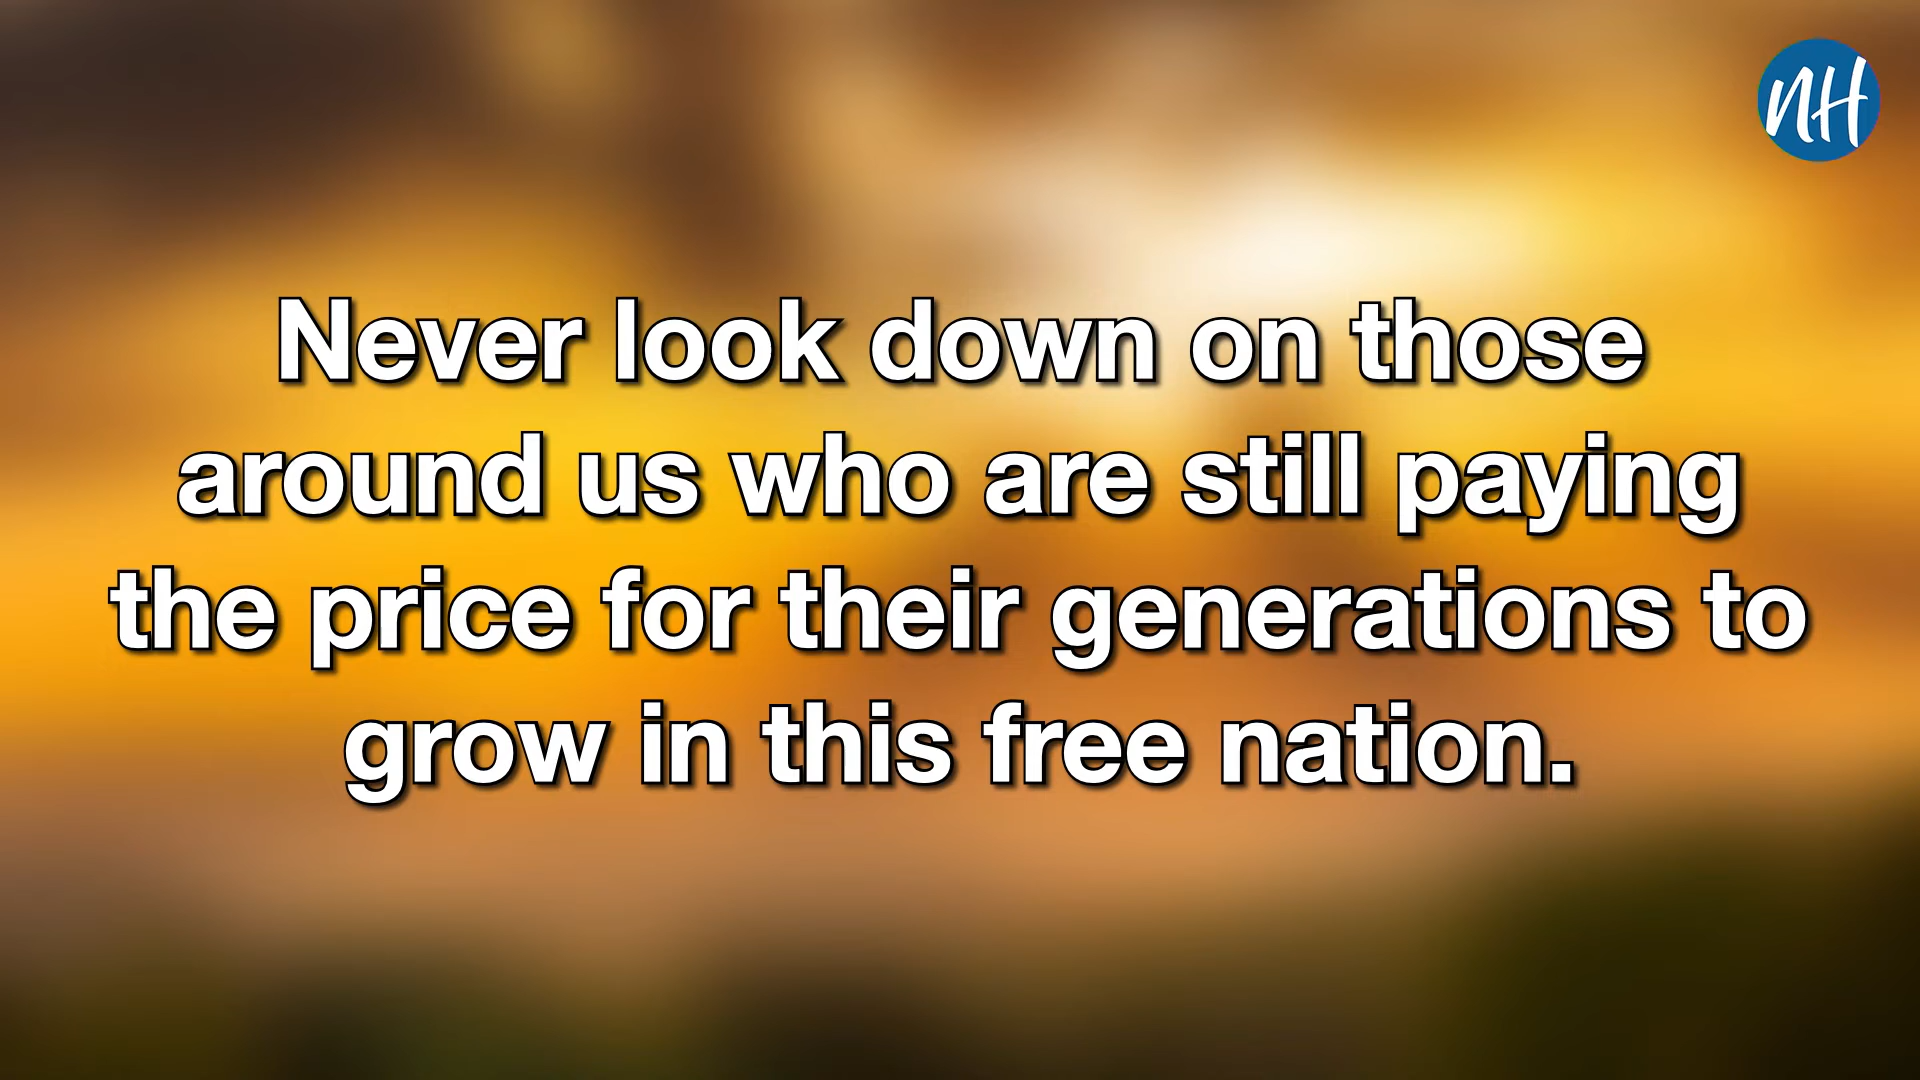 NH
Never look down on those
around us who are still paying
the price for their generations to
grow in this free nation.